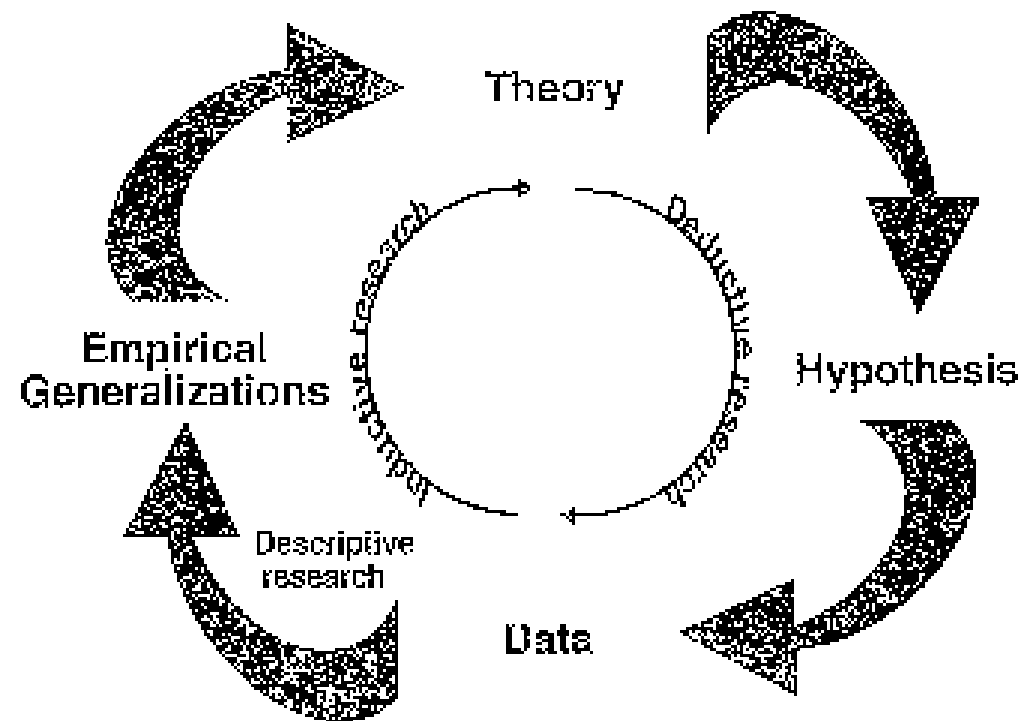 Theory
Inductive research
Deductive research
Empirical
Generalizations
Hypothesis
Descriptive
research
Data